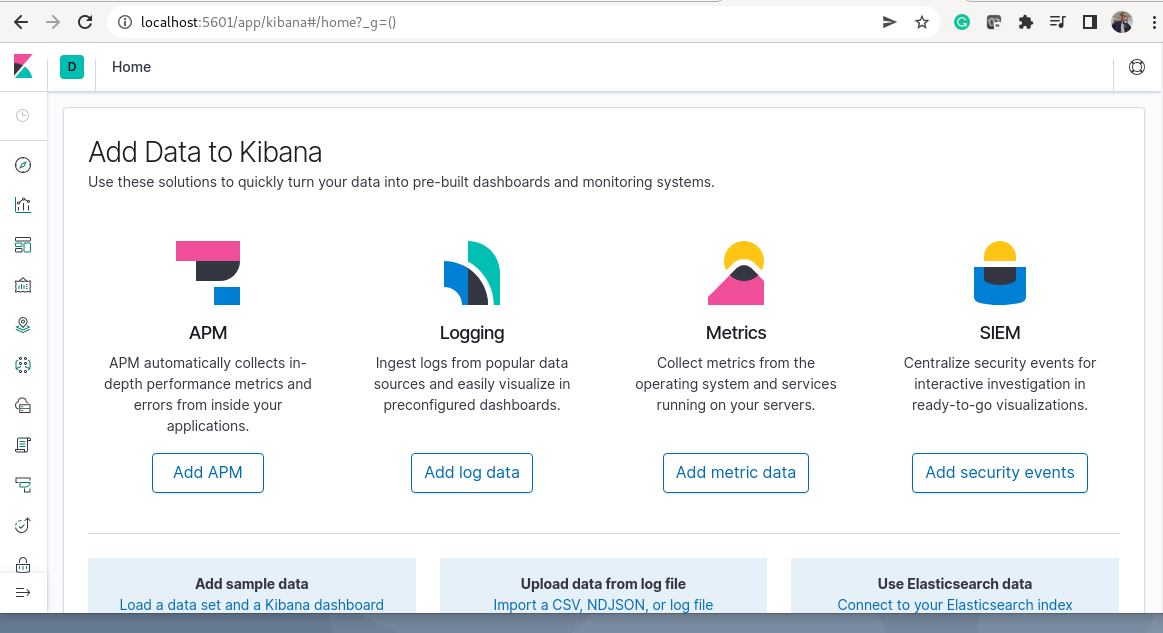 localhost:5601/app/kibana#/home?_g=()
D
Home
Add Data to Kibana
Use these solutions to quickly turn your data into pre-built dashboards and monitoring systems.
APM
APM automatically collects in-
depth performance metrics and
errors from inside your
applications.
Add APM
Logging
Ingest logs from popular data
sources and easily visualize in
preconfigured dashboards.
Add log data
Metrics
Collect metrics from the
operating system and services
running on your servers.
Add metric data
SIEM
Centralize security events for
interactive investigation in
ready-to-go visualizations.
Add security events
Add sample data
Load a data set and a Kibana dashboard
Upload data from log file
Import a CSV, NDJSON, or log file
Use Elasticsearch data
Connect to your Elasticsearch index